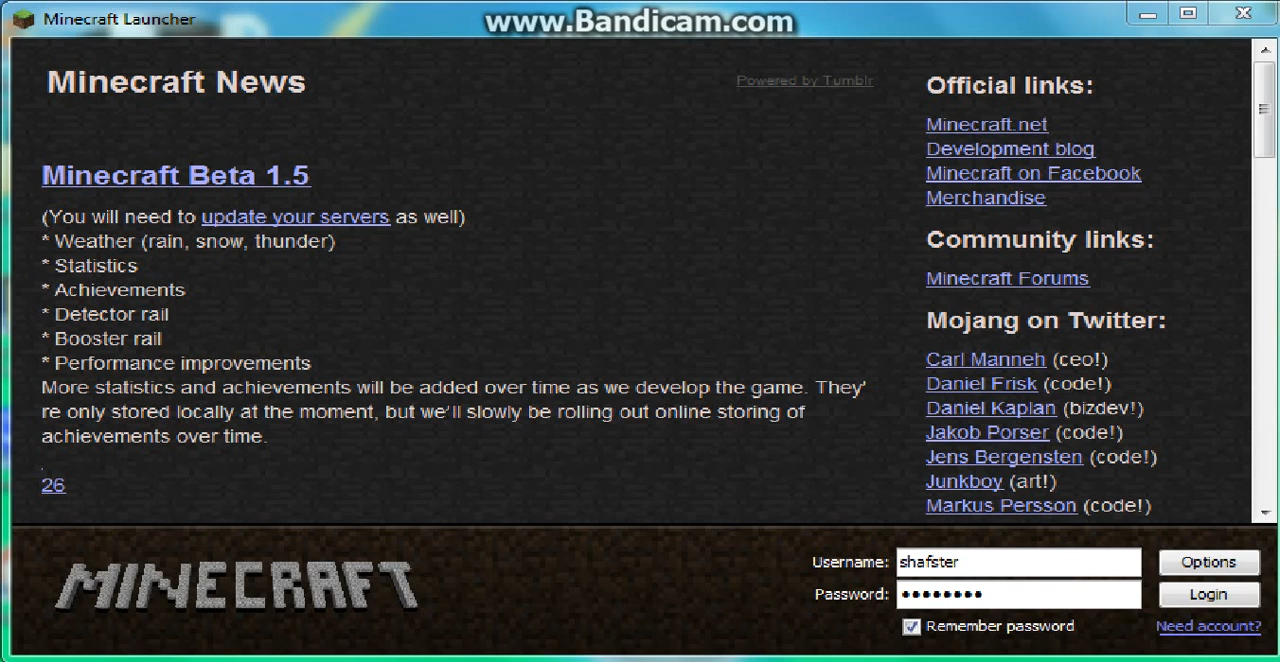 Minecraft Launcher
www.Bandicam.com
Minecraft News
Powered by Tumblr
Minecraft Beta 1.5
(You will need to update your servers as well)
* Weather (rain, snow, thunder)
* Statistics
* Achievements
* Detector rail
* Booster rail
* Performance improvements
More statistics and achievements will be added over time as we develop the game. They'
re only stored locally at the moment, but we'll slowly be rolling out online storing of
achievements over time.
26
Official links:
Minecraft.net
Development blog
Minecraft on Facebook
Merchandise
Community links:
Minecraft Forums
Mojang on Twitter:
Carl Manneh (ceo!)
Daniel Frisk (code!)
Daniel Kaplan (bizdev!)
Jakob Porser (code!)
Jens Bergensten (code!)
Junkboy (art!)
Markus Persson (code!)
MINECRAFT
Username: shafster
Options
Password: ●●●●●●●●
Login
Remember password
Need account?